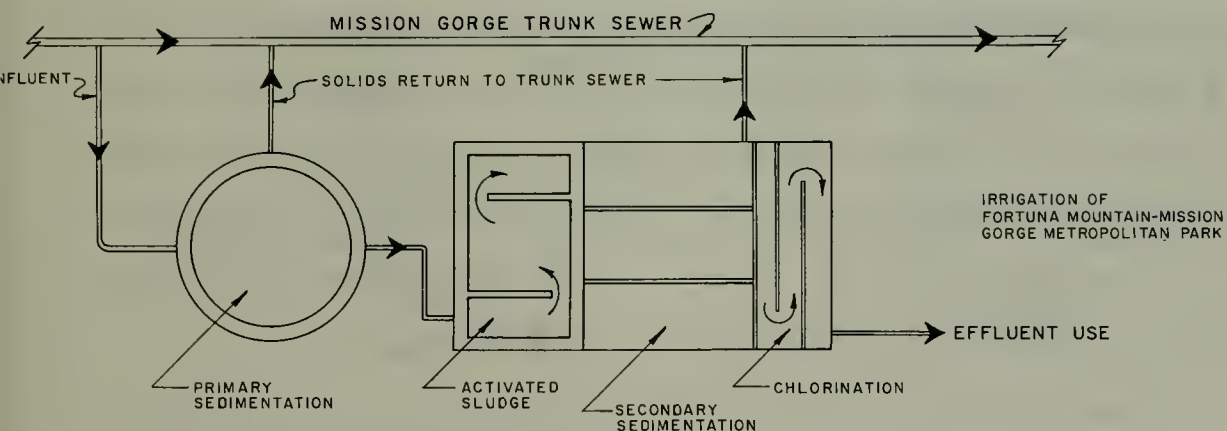 MISSION GORGE TRUNK SEWER
NFLUENT
SOLIDS RETURN TO TRUNK SEWER
IRRIGATION OF
FORTUNA MOUNTAIN-MISSION
GORGE METROPOLITAN PARK
EFFLUENT USE
PRIMARY
SEDIMENTATION
ACTIVATED
SLUDGE
SECONDARY
SEDIMENTATION
CHLORINATION